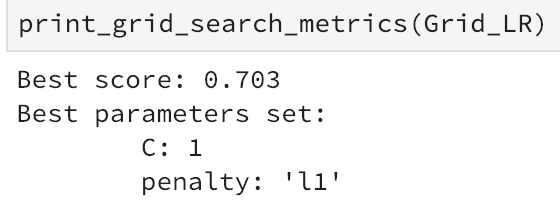 print_grid_search_metrics(Grid_LR)
Best score: 0.703
Best parameters set:
C: 1
penalty: 'l1'